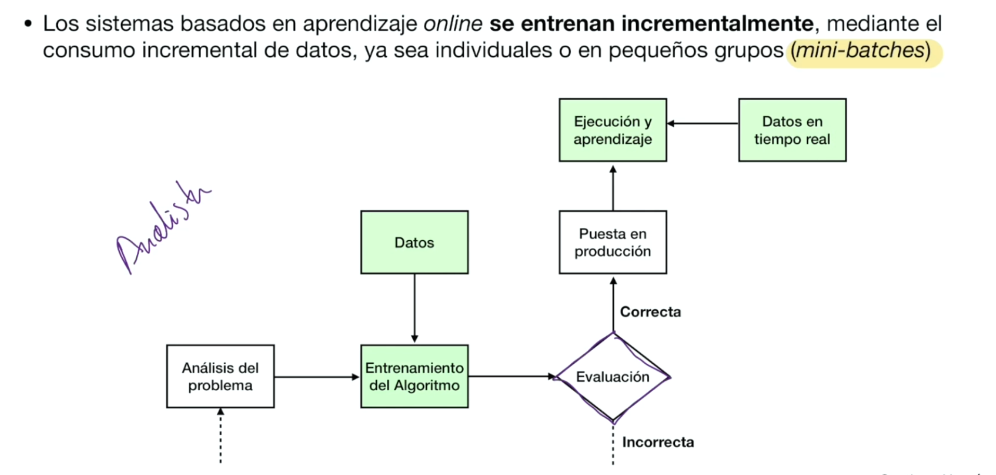 • Los sistemas basados en aprendizaje online se entrenan incrementalmente, mediante el
consumo incremental de datos, ya sea individuales o en pequeños grupos (mini-batches)
Ejecución y
aprendizaje
Datos en
tiempo real
Datos
Puesta en
producción
Correcta
Análisis del
problema
Entrenamiento
del Algoritmo
Evaluación
Incorrecta